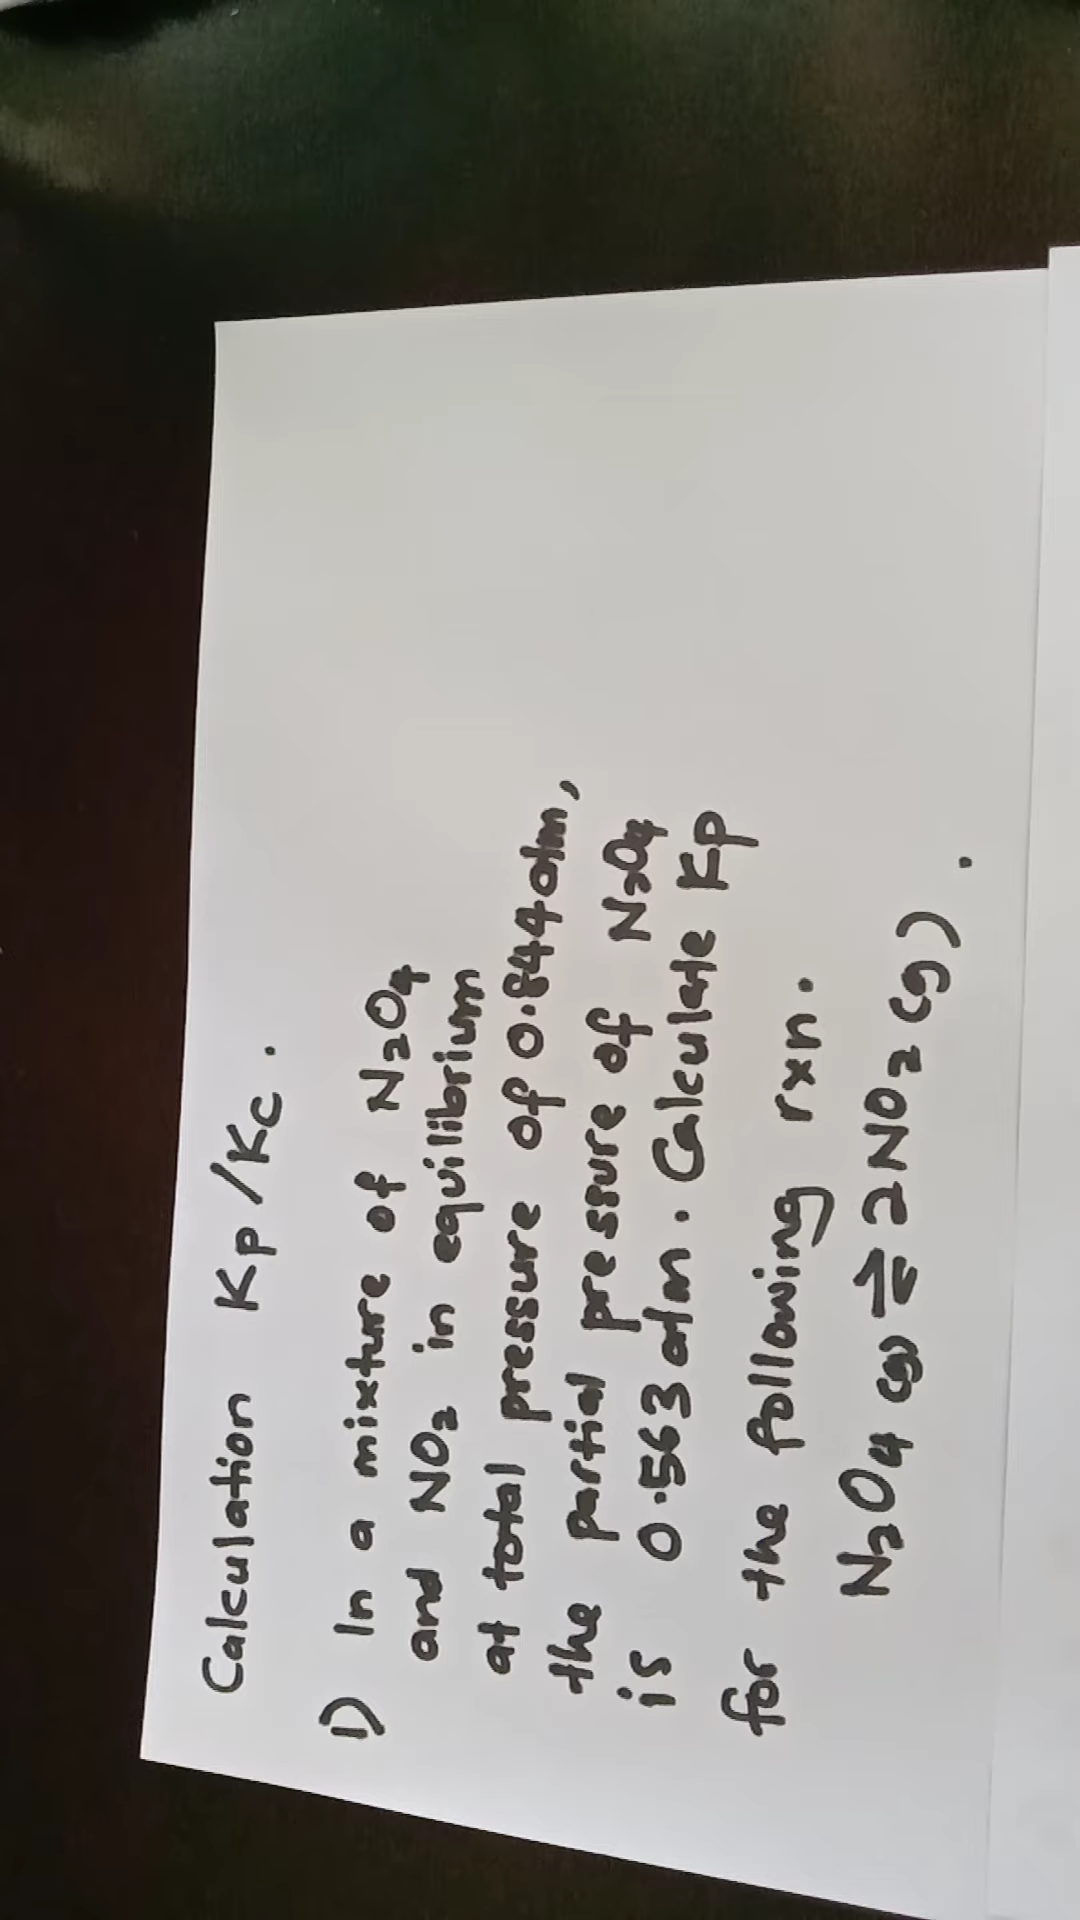 Calculation Kp/Kc.
1) In a mixture of N₂O₄
and NO₂ in equilibrium
at total pressure of 0.844 atm,
the partial pressure of N₂O₄
is 0.563 atm. Calculate Kp
for the following rxn.
N₂O₄ (g) ⇌ 2NO₂ (g).